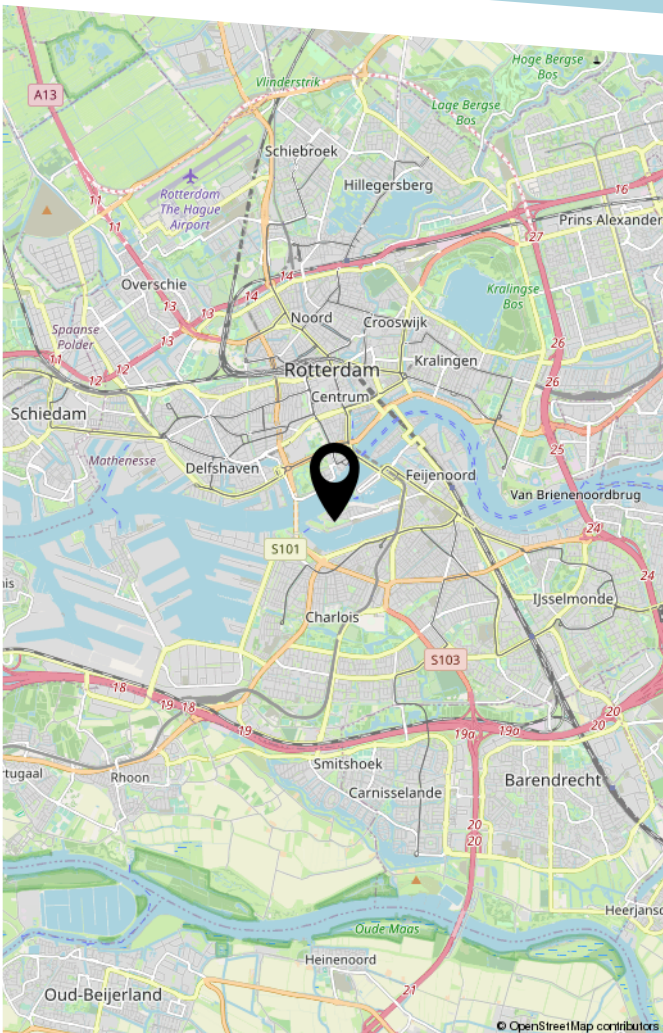 Hoge Bergse
Bos
Vlinderstrik
A13
Lage Bergse
Bos
Schiebroek
Hillegersberg
16
11
Rotterdam
The Hague
Airport
11
Prins Alexander
27
14
Overschie
14
Kralingse
Bos
13
13
Noord
Crooswijk
Spaanse
Polder
13
26
11
12
12
Kralingen
Rotterdam
26
Centrum
Schiedam
25
Mathenesse
Delfshaven
Feijenoord
Van Brienenoordbrug
24
S101
24
nis
IJsselmonde
Charlois
S103
18
19
18
20
19
19a
19a
20
Smitshoek
rtugaal
Rhoon
Barendrecht
Carnisselande
20
20
Heerjansd
Oude Maas
Heinenoord
21
Oud-Beijerland
© OpenStreetMap contributors